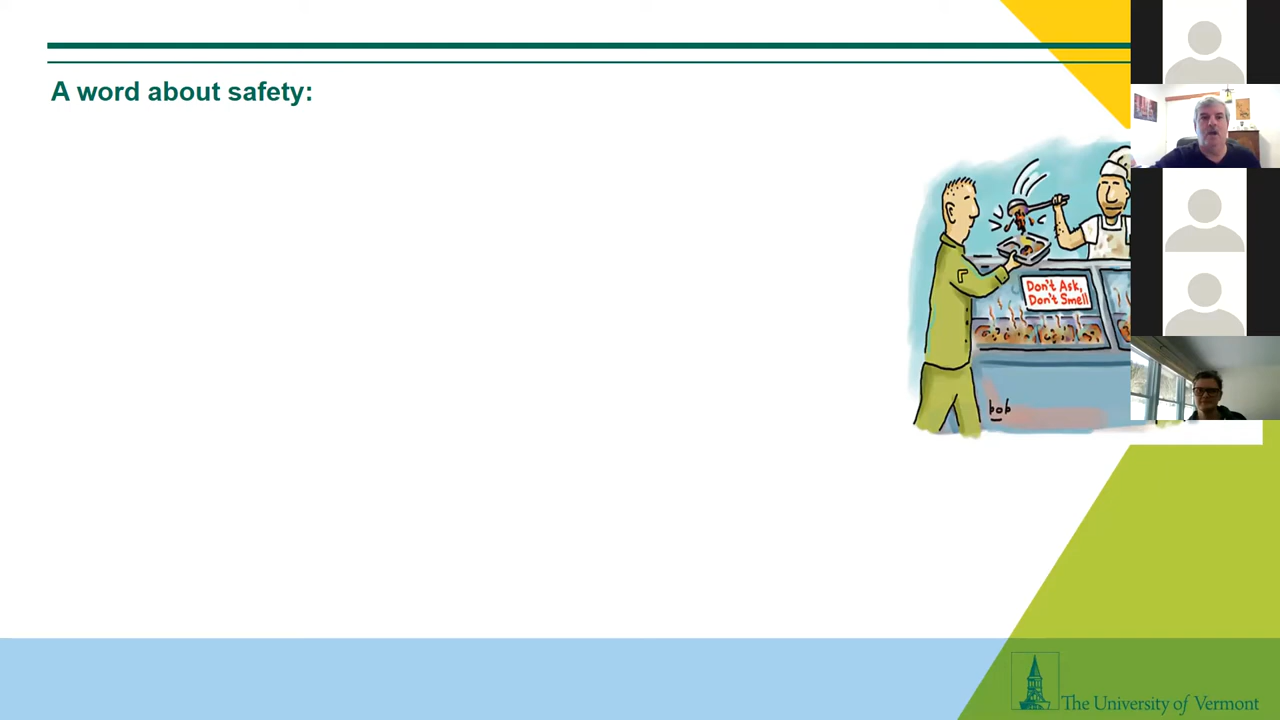 A word about safety:
Don't Ask,
Don't Smell
bob
The University of Vermont